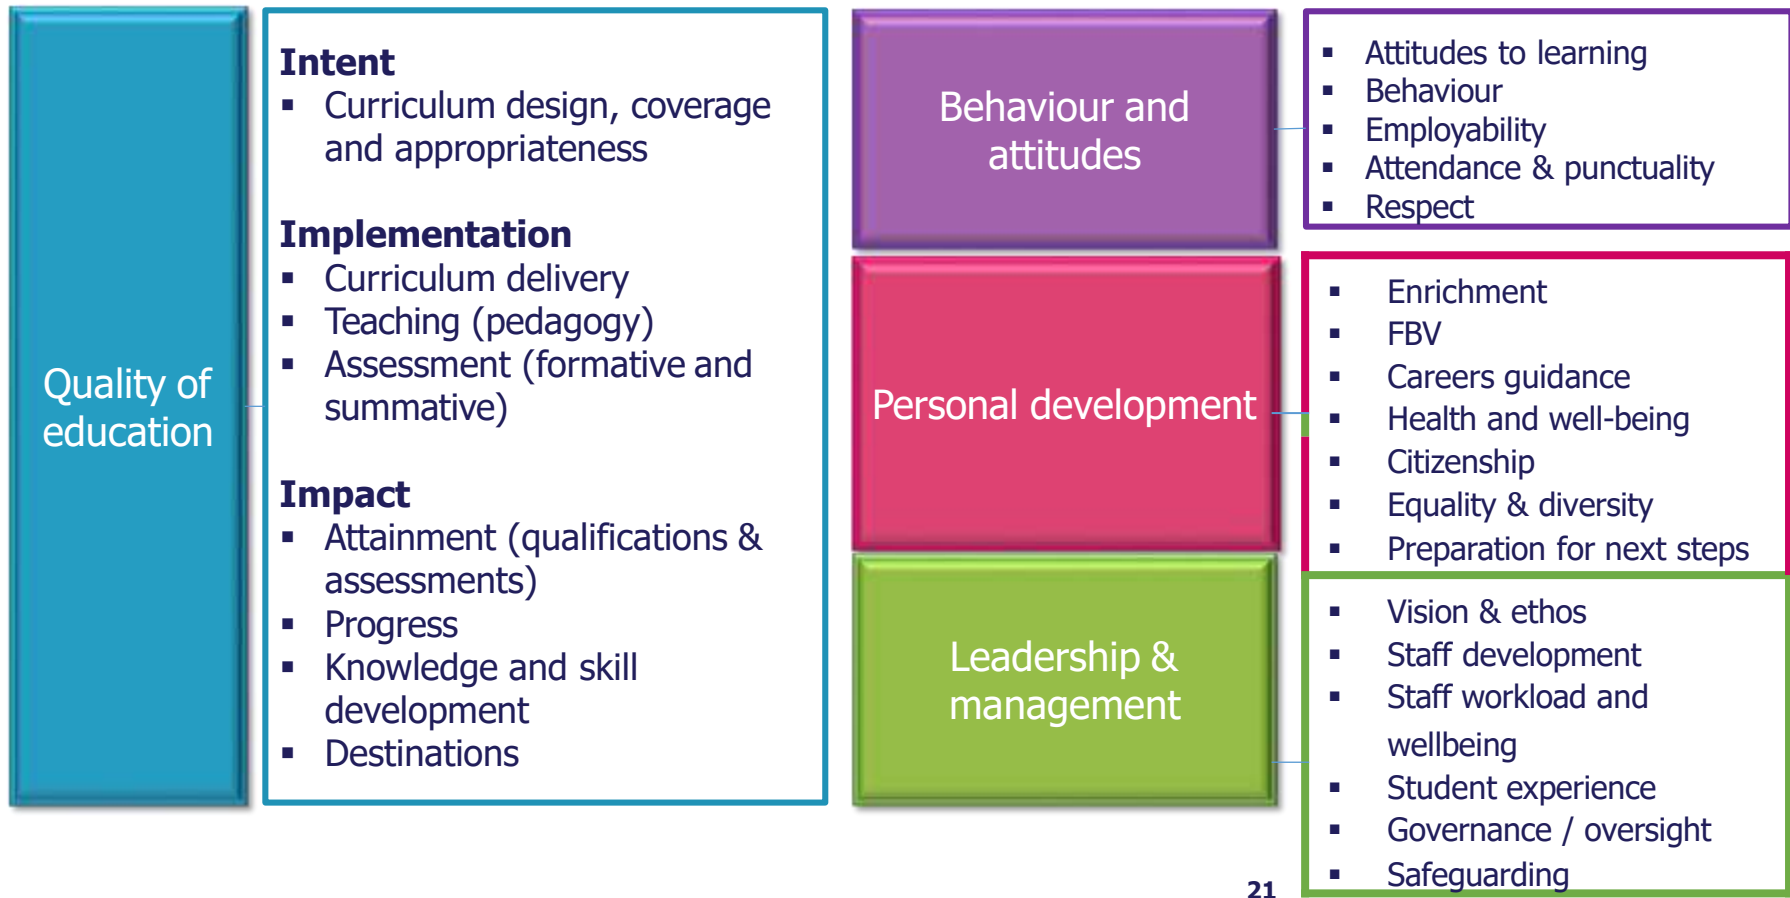 Quality of
education
Intent
▪ Curriculum design, coverage
and appropriateness
Implementation
▪ Curriculum delivery
▪ Teaching (pedagogy)
▪ Assessment (formative and
summative)
Impact
▪ Attainment (qualifications &
assessments)
▪ Progress
▪ Knowledge and skill
development
▪ Destinations
Behaviour and
attitudes
▪ Attitudes to learning
▪ Behaviour
▪ Employability
▪ Attendance & punctuality
▪ Respect
Personal development
▪ Enrichment
▪ FBV
▪ Careers guidance
▪ Health and well-being
▪ Citizenship
▪ Equality & diversity
▪ Preparation for next steps
Leadership &
management
▪ Vision & ethos
▪ Staff development
▪ Staff workload and
wellbeing
▪ Student experience
▪ Governance / oversight
▪ Safeguarding
21